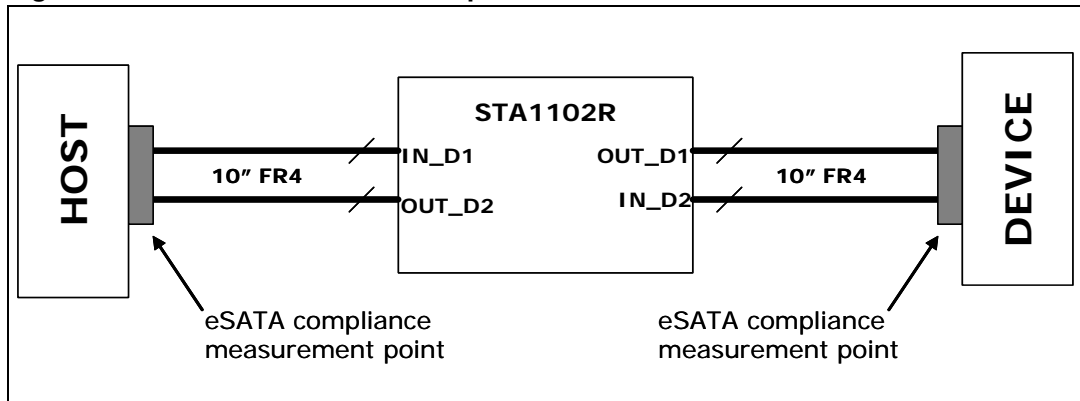 HOST
STA1102R
IN_D1
OUT_D2
OUT_D1
IN_D2
10" FR4
10" FR4
DEVICE
eSATA compliance
measurement point
eSATA compliance
measurement point